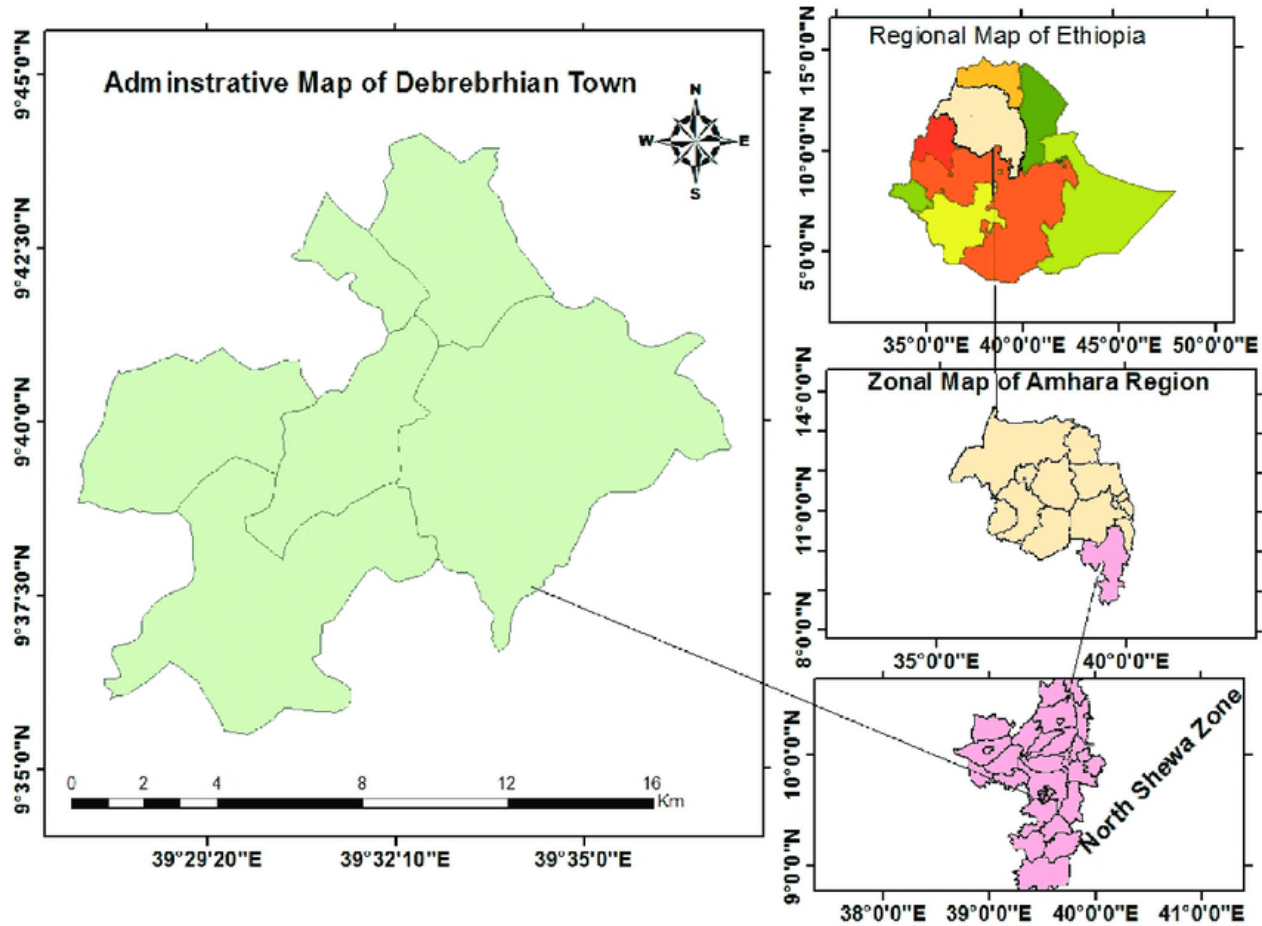 Adminstrative Map of Debrebrhian Town
N
W
E
S
9°45'0"N
9°42'30"N
9°40'0"N
9°37'30"N
9°35'0"N
0 2 4 8 12 16
Km
39°29'20"E 39°32'10"E 39°35'0"E
Regional Map of Ethiopia
15°0'0"N
10°0'0"N
5°0'0"N
35°0'0"E 40°0'0"E 45°0'0"E 50°0'0"E
Zonal Map of Amhara Region
14°0'0"N
11°0'0"N
8°0'0"N
35°0'0"E 40°0'0"E
North Shewa Zone
10°0'0"N
9°0'0"N
38°0'0"E 39°0'0"E 40°0'0"E 41°0'0"E